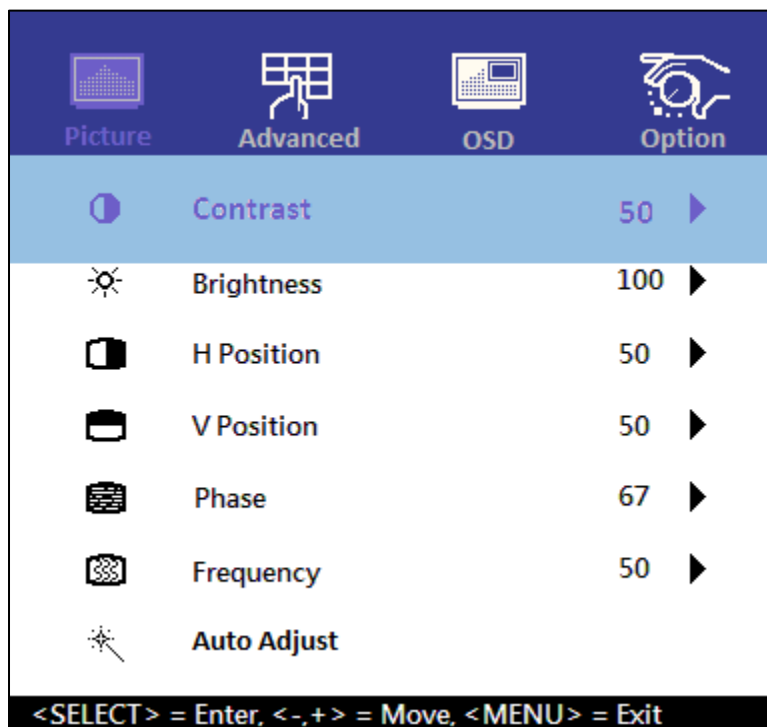 Picture Advanced OSD Option
Contrast 50
Brightness 100
H Position 50
V Position 50
Phase 67
Frequency 50
Auto Adjust
<SELECT> = Enter, <-,+> = Move, <MENU> = Exit